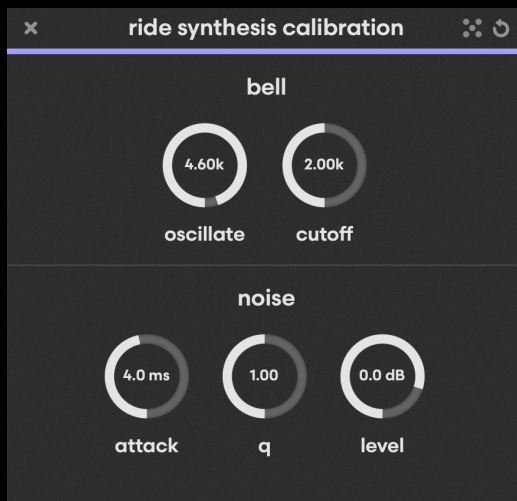 ride synthesis calibration
bell
4.60k 2.00k
oscillate cutoff
noise
4.0 ms 1.00 0.0 dB
attack q level